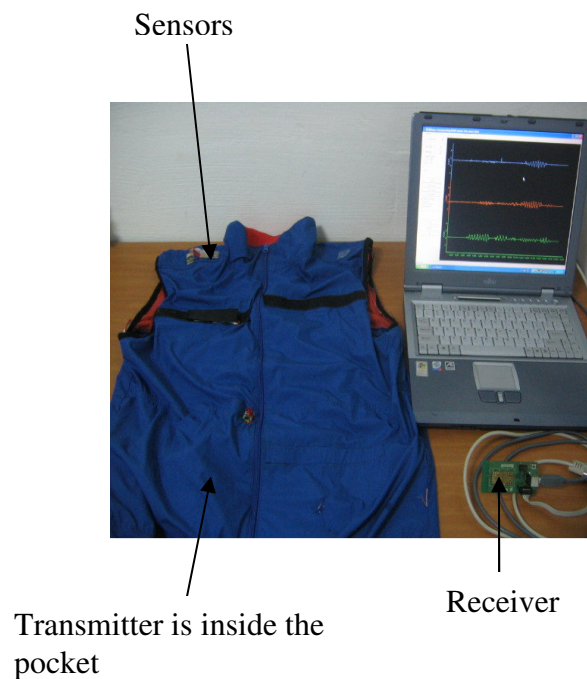 Sensors
Receiver
Transmitter is inside the
pocket